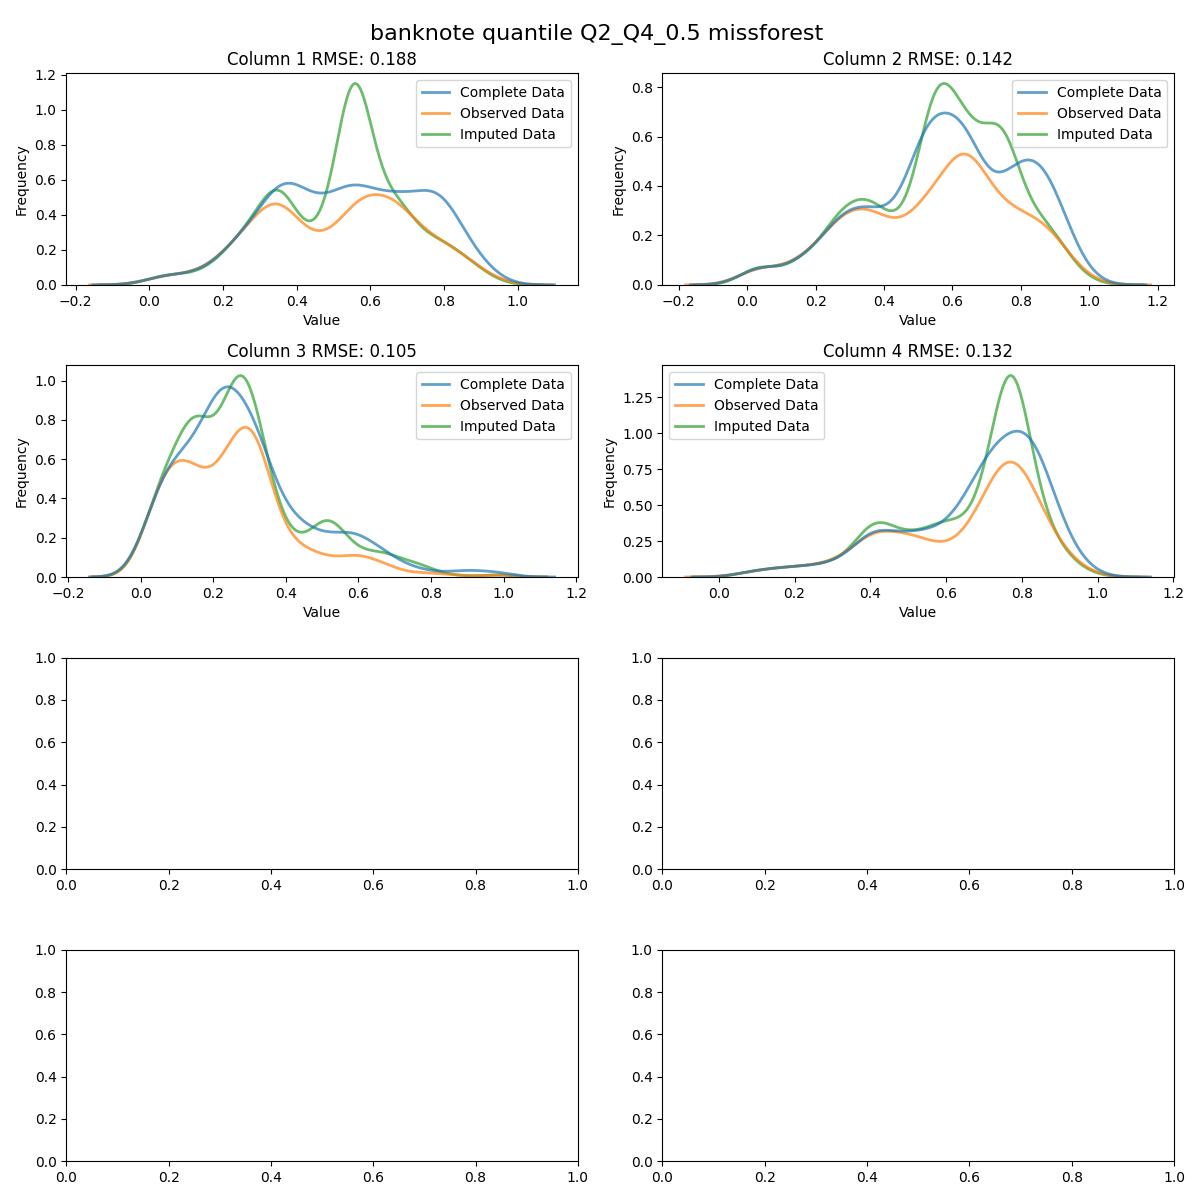 banknote quantile Q2_Q4_0.5 missforest
Column 1 RMSE: 0.188
Complete Data
Observed Data
Imputed Data
Frequency
1.2
1.0
0.8
0.6
0.4
0.2
0.0
−0.2 0.0 0.2 0.4 0.6 0.8 1.0
Value
Column 2 RMSE: 0.142
Complete Data
Observed Data
Imputed Data
Frequency
0.8
0.6
0.4
0.2
0.0
−0.2 0.0 0.2 0.4 0.6 0.8 1.0 1.2
Value
Column 3 RMSE: 0.105
Complete Data
Observed Data
Imputed Data
Frequency
1.0
0.8
0.6
0.4
0.2
0.0
−0.2 0.0 0.2 0.4 0.6 0.8 1.0 1.2
Value
Column 4 RMSE: 0.132
Complete Data
Observed Data
Imputed Data
Frequency
1.25
1.00
0.75
0.50
0.25
0.00
0.0 0.2 0.4 0.6 0.8 1.0 1.2
Value
1.0
0.8
0.6
0.4
0.2
0.0
0.0 0.2 0.4 0.6 0.8 1.0
1.0
0.8
0.6
0.4
0.2
0.0
0.0 0.2 0.4 0.6 0.8 1.0
1.0
0.8
0.6
0.4
0.2
0.0
0.0 0.2 0.4 0.6 0.8 1.0
1.0
0.8
0.6
0.4
0.2
0.0
0.0 0.2 0.4 0.6 0.8 1.0